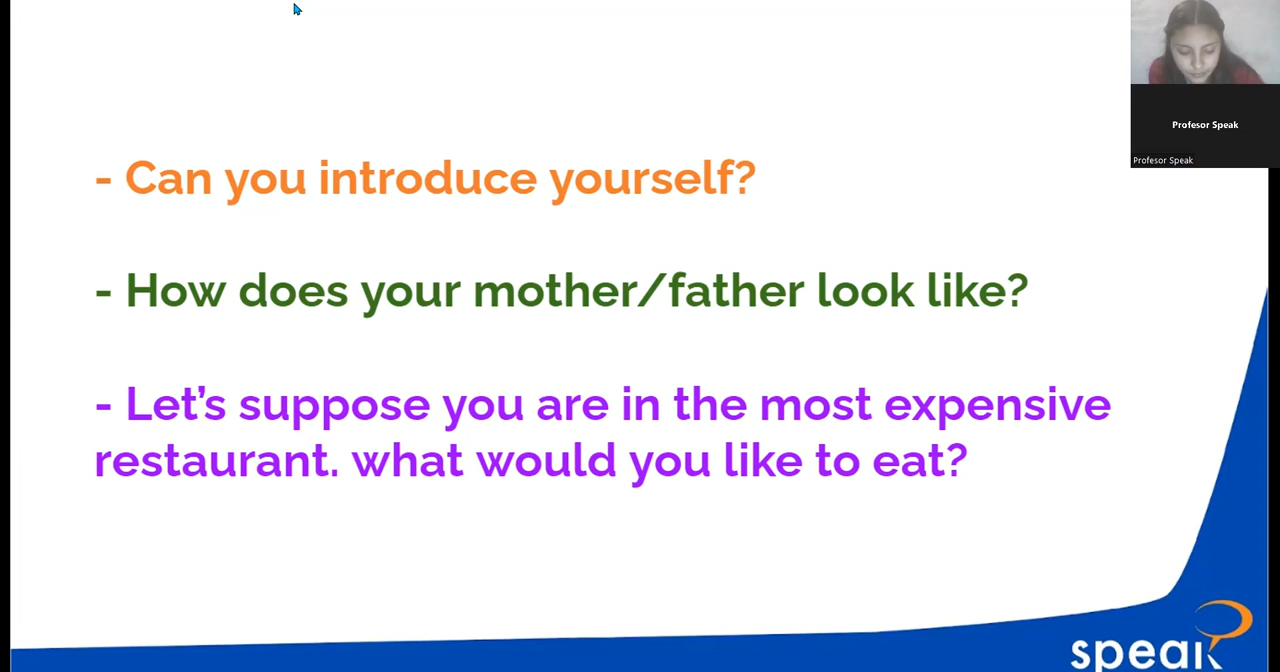 Profesor Speak
Profesor Speak
- Can you introduce yourself?
- How does your mother/father look like?
- Let’s suppose you are in the most expensive
restaurant. what would you like to eat?
speak